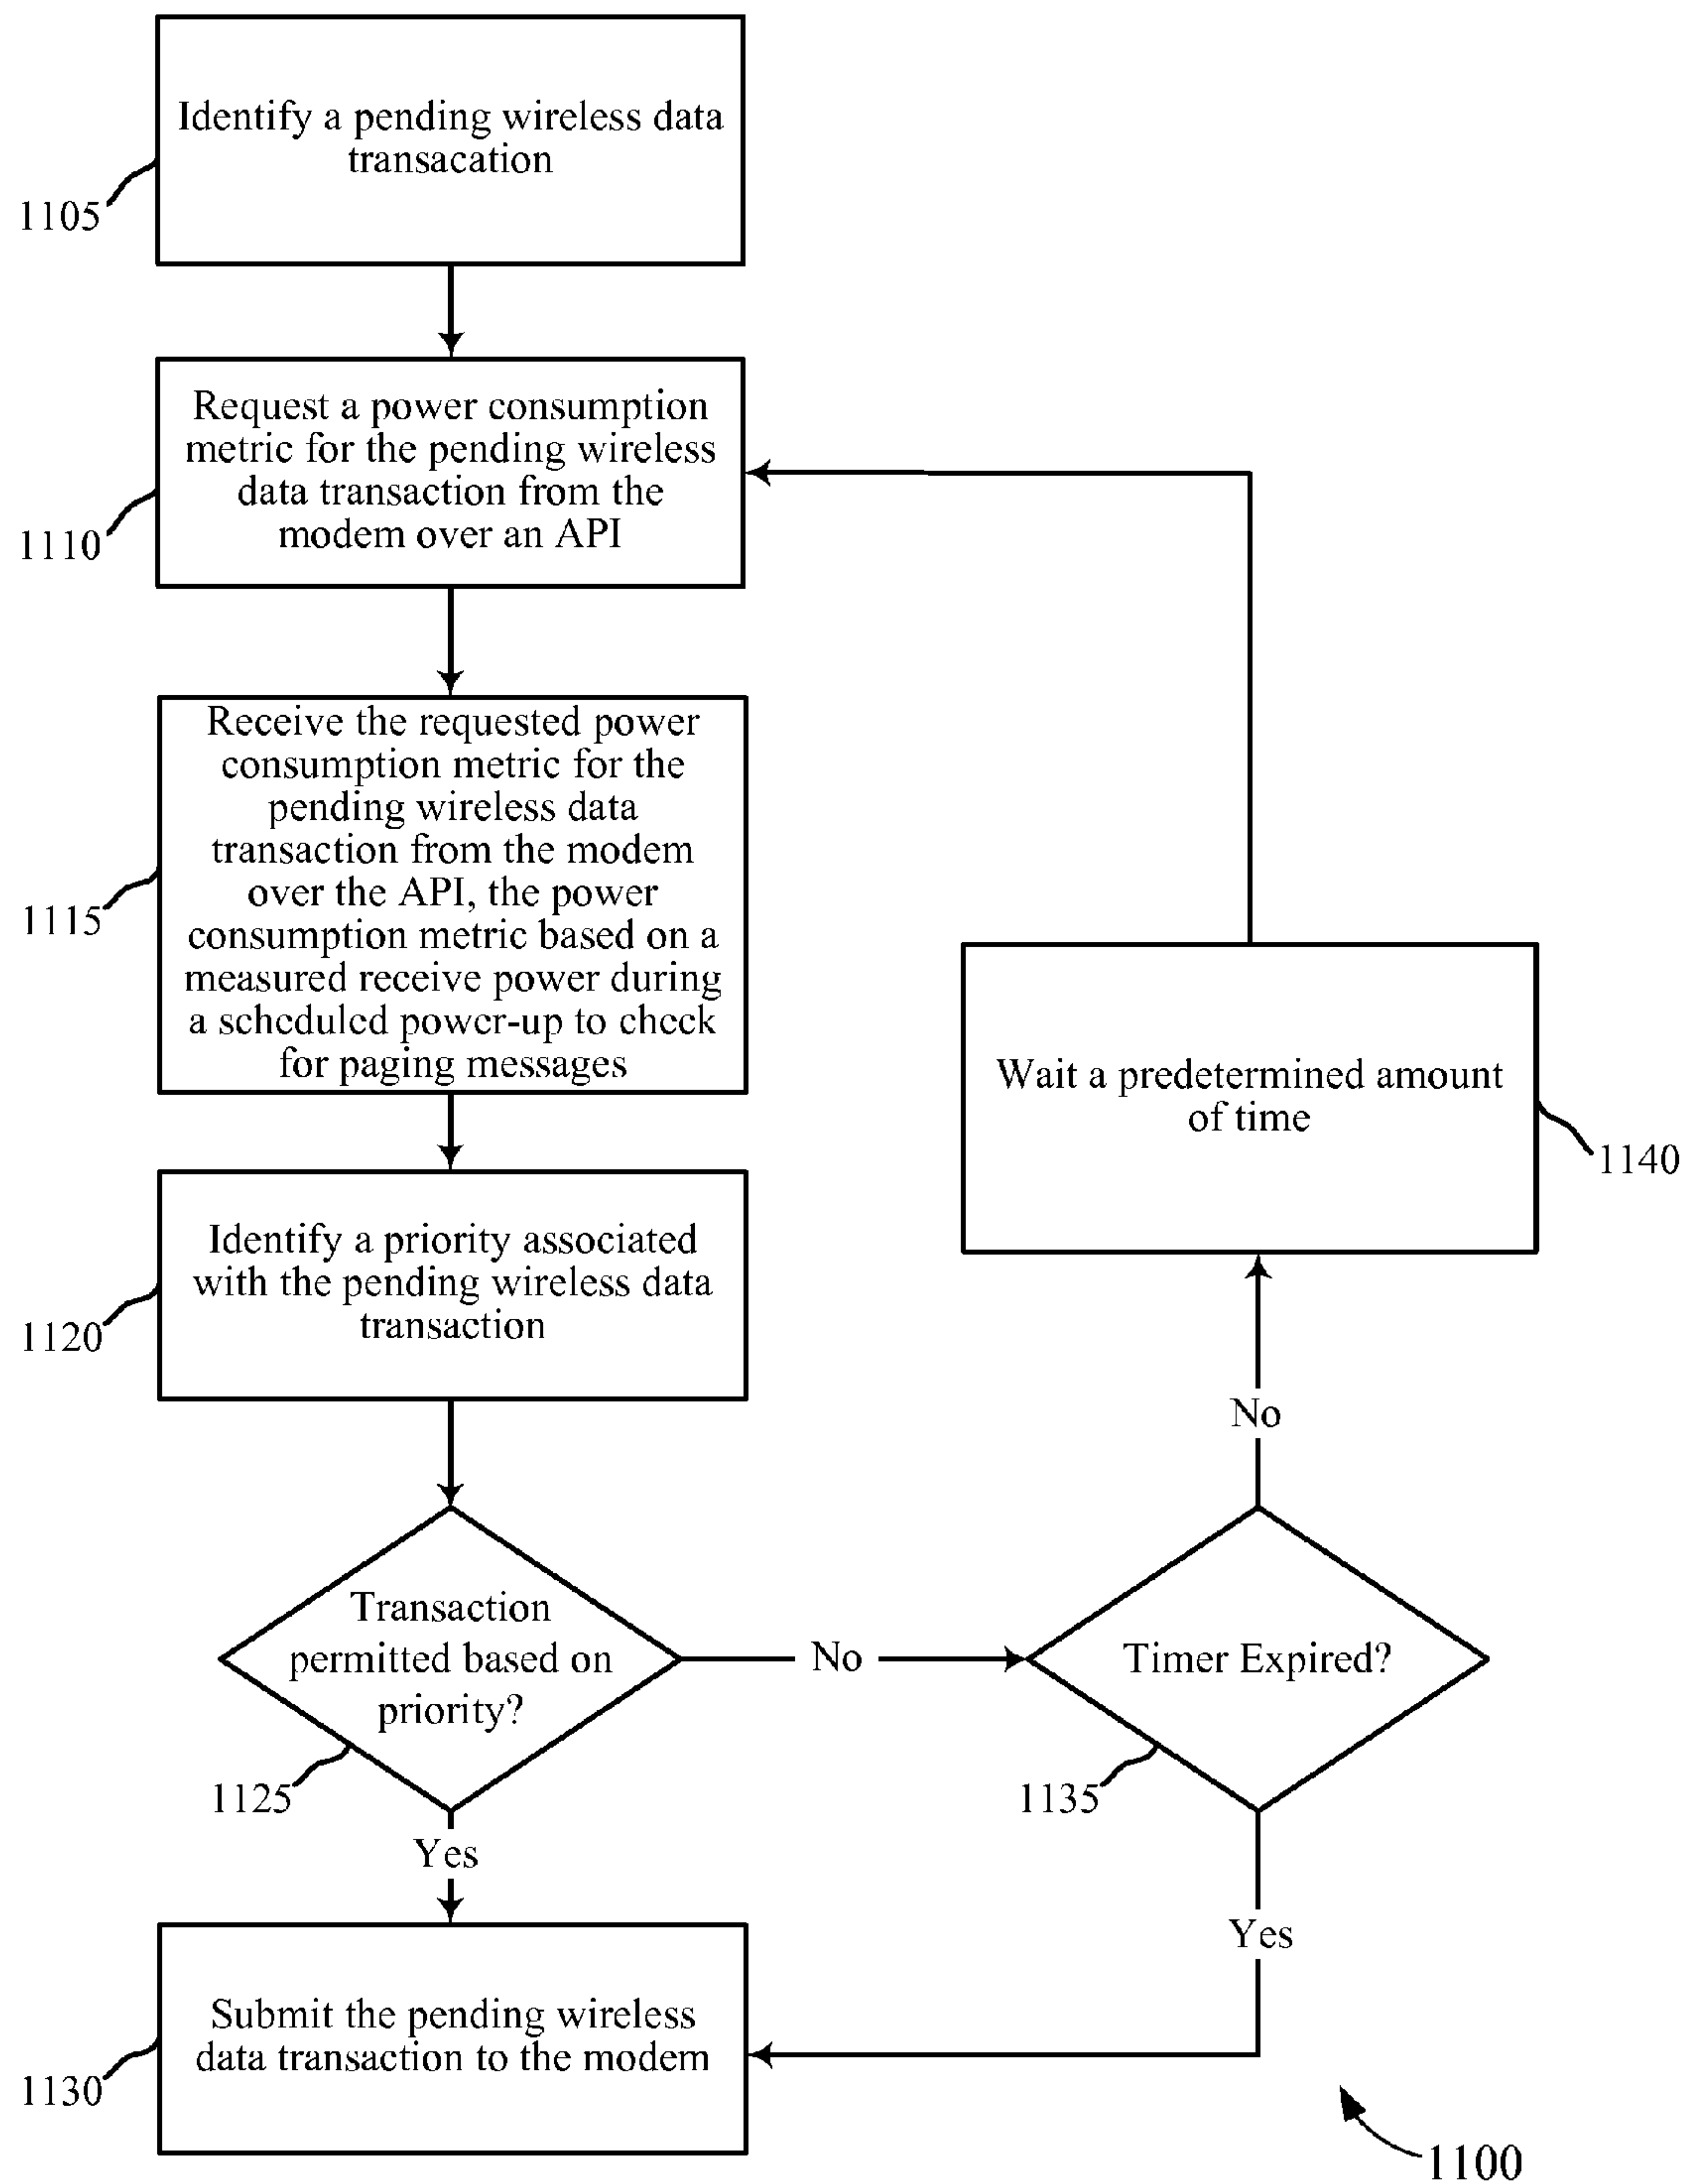 Identify a pending wireless data
transacation
1105
Request a power consumption
metric for the pending wireless
data transaction from the
modem over an API
1110
Receive the requested power
consumption metric for the
pending wireless data
transaction from the modem
over the API, the power
consumption metric based on a
measured receive power during
a scheduled power-up to check
for paging messages
1115
Wait a predetermined amount
of time
1140
Identify a priority associated
with the pending wireless data
transaction
1120
No
Transaction
permitted based on
priority?
1125
No
Timer Expired?
1135
Yes
Yes
Submit the pending wireless
data transaction to the modem
1130
1100